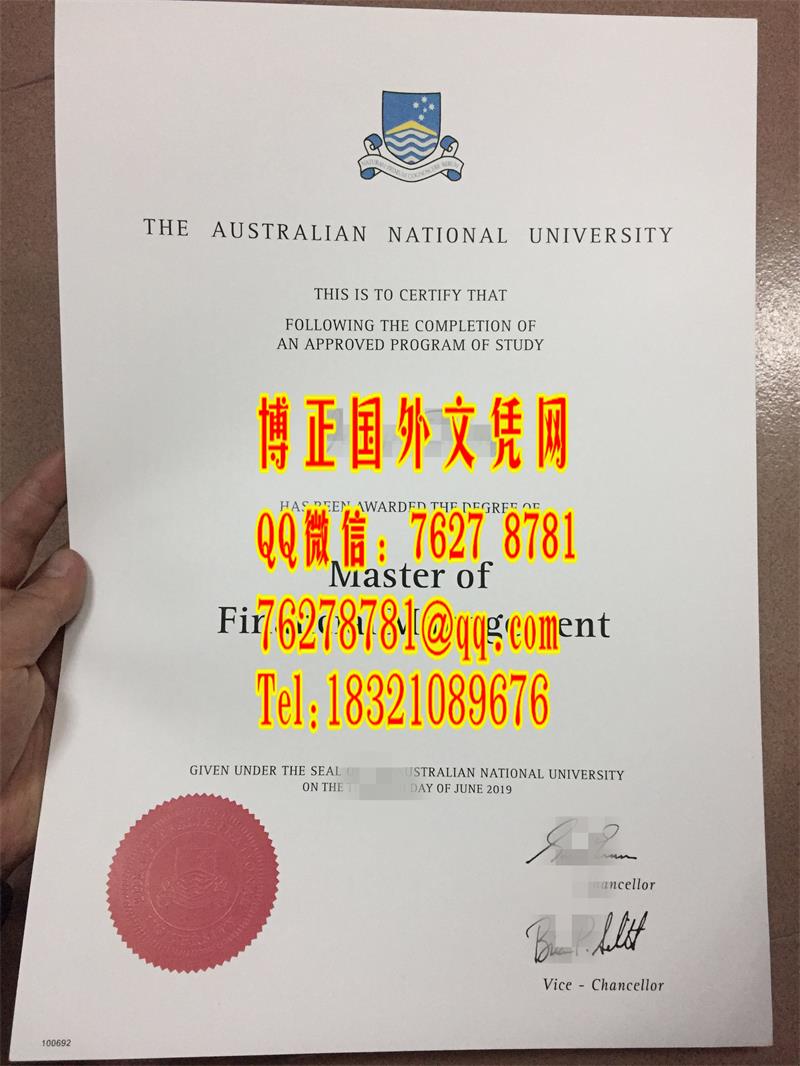 THE AUSTRALIAN NATIONAL UNIVERSITY
THIS IS TO CERTIFY THAT
FOLLOWING THE COMPLETION OF
AN APPROVED PROGRAM OF STUDY
博正国外文凭网
HAS BEEN AWARDED THE DEGREE OF
QQ微信: 7627 8781
Master of
Financial Management
76278781@qq.com
Tel:18321089676
GIVEN UNDER THE SEAL AUSTRALIAN NATIONAL UNIVERSITY
ON THE DAY OF JUNE 2019
Chancellor
Vice - Chancellor
100692